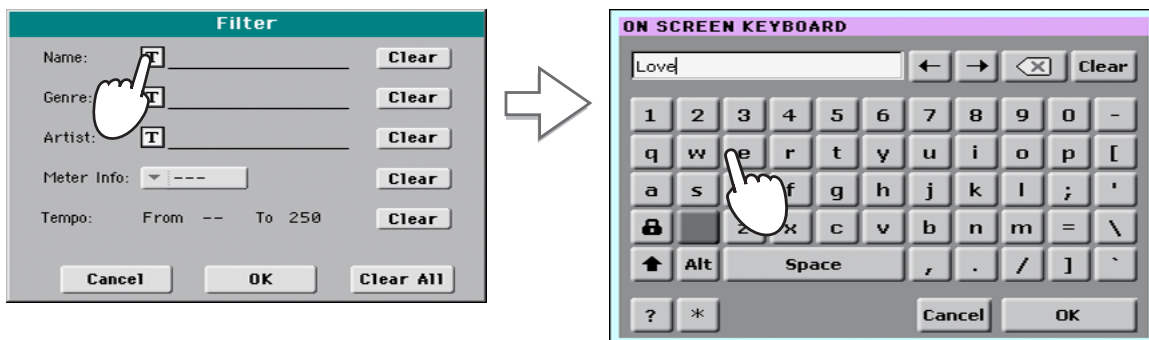 Filter
Name: T Clear
Genre: T Clear
Artist: T Clear
Meter Info: --- Clear
Tempo: From -- To 250 Clear
Cancel OK Clear All
ON SCREEN KEYBOARD
Love ← → Clear
1 2 3 4 5 6 7 8 9 0 -
q w e r t y u i o p [
a s f g h j k l ; '
z x c v b n m = \
Alt Space , . / ] `
? * Cancel OK